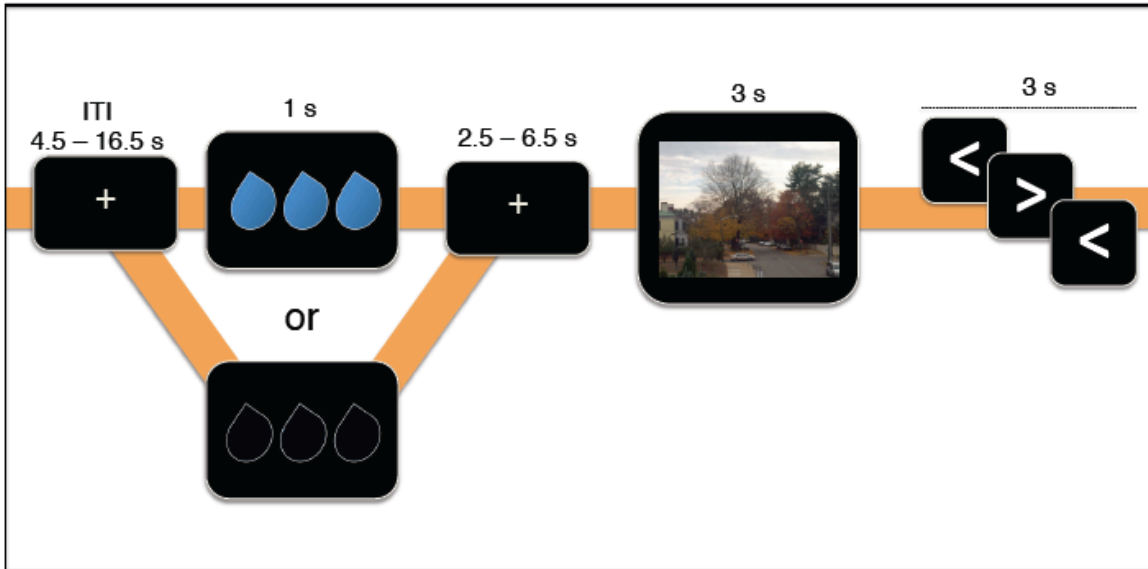 ITI
4.5 – 16.5 s
1 s
2.5 – 6.5 s
3 s
3 s
+
+
<
>
<
or